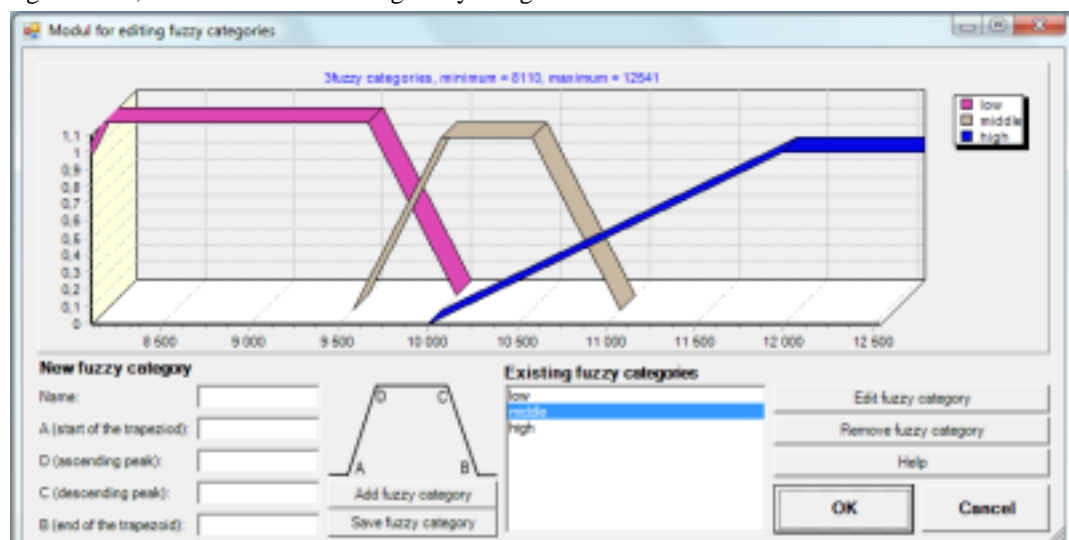 Modul for editing fuzzy categories
3fuzzy categories, minimum = 8110, maximum = 12641
low
middle
high
1,1
1
0,9
0,8
0,7
0,6
0,5
0,4
0,3
0,2
0,1
0
8 500 9 000 9 500 10 000 10 500 11 000 11 500 12 000 12 500
New fuzzy category
Name:
A (start of the trapeziod):
D (ascending peak):
C (descending peak):
B (end of the trapezoid):
D C
A B
Add fuzzy category
Save fuzzy category
Existing fuzzy categories
low
middle
high
Edit fuzzy category
Remove fuzzy category
Help
OK Cancel